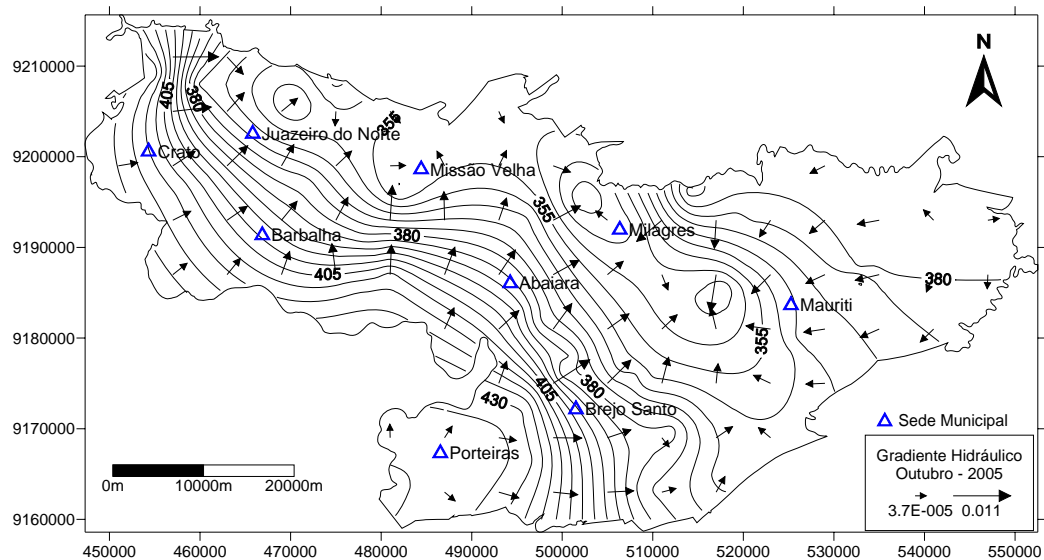 N
9210000
9200000
9190000
9180000
9170000
9160000
405
380
355
Juazeiro do Norte
Crato
Missão Velha
355
Milagres
Barbalha
380
405
Abaiara
380
Mauriti
355
380
405
430
Brejo Santo
Porteiras
Sede Municipal
Gradiente Hidráulico
Outubro - 2005
3.7E-005 0.011
0m 10000m 20000m
450000 460000 470000 480000 490000 500000 510000 520000 530000 540000 550000